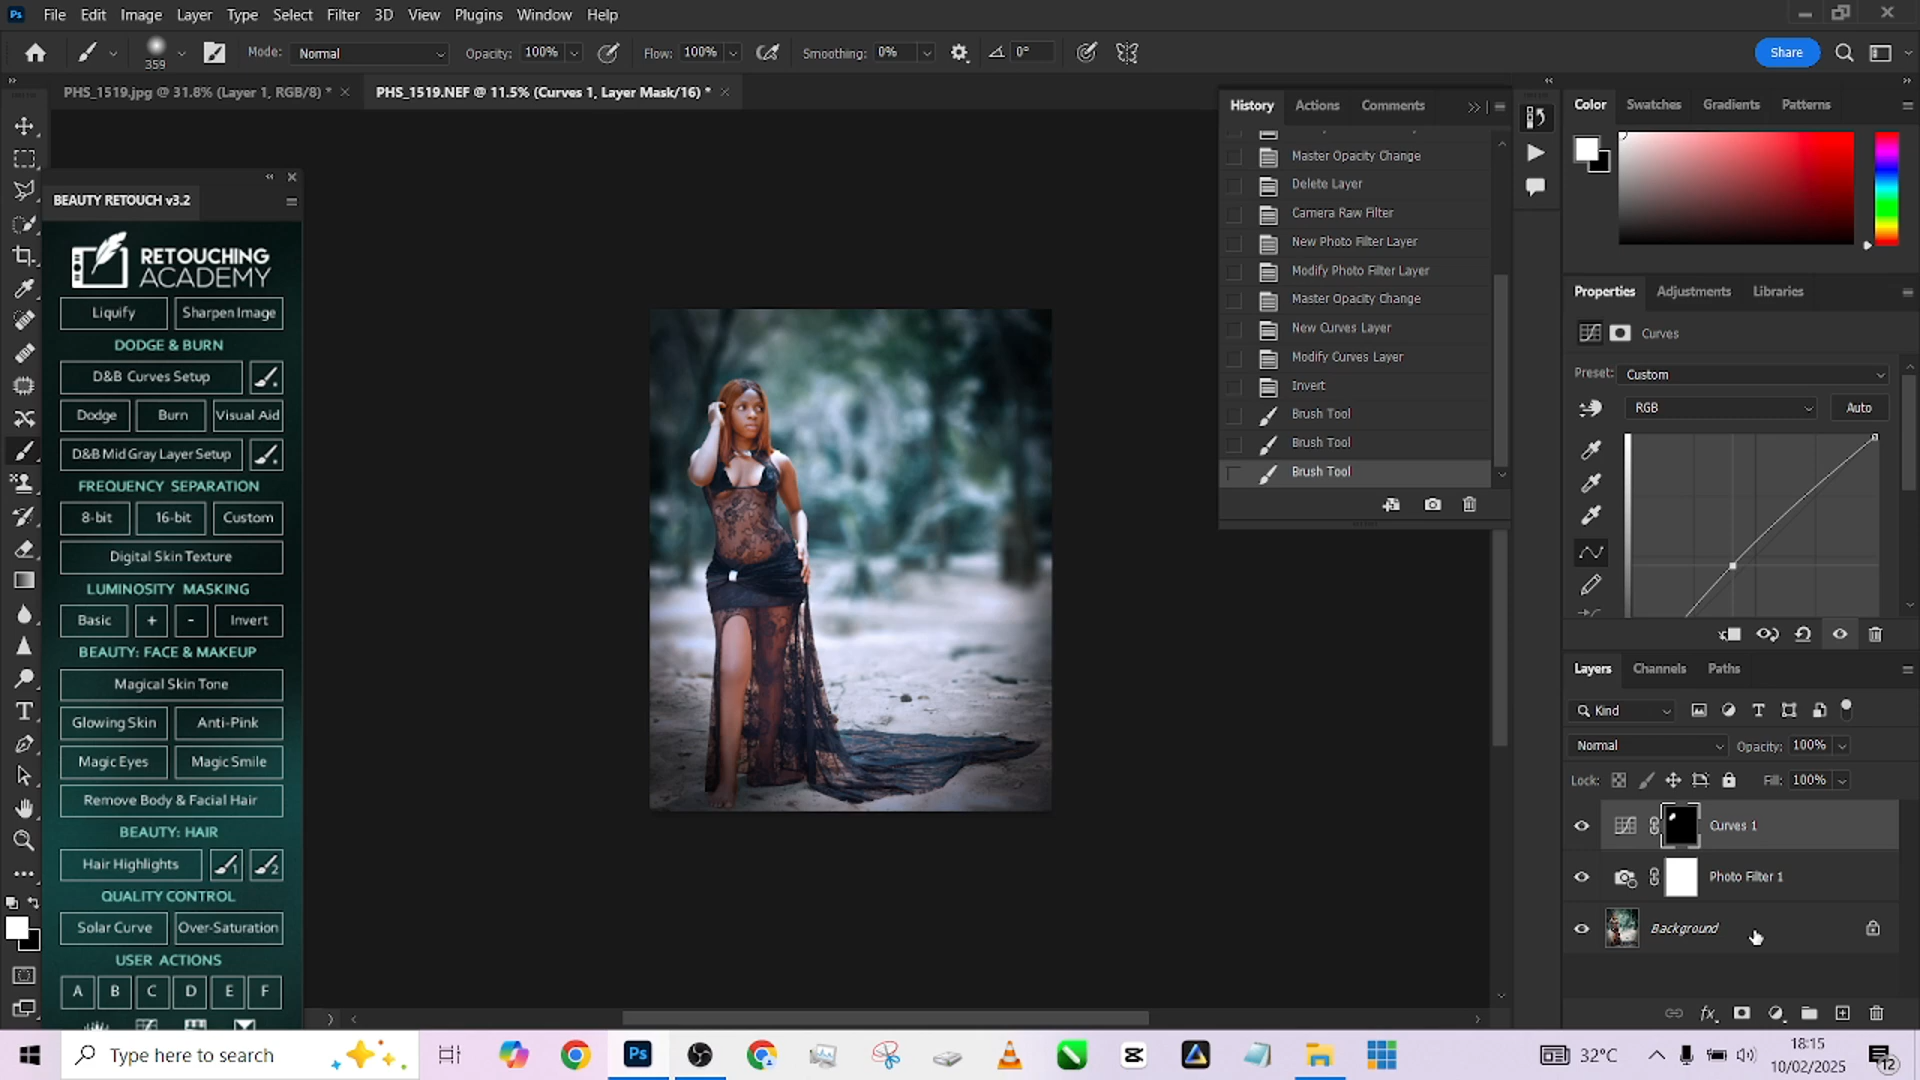 Ps File Edit Image Layer Type Select Filter 3D View Plugins Window Help
359 Mode: Normal Opacity: 100% Flow: 100% Smoothing: 0% 0° Share
PHS_1519.jpg @ 31.8% (Layer 1, RGB/8) * PHS_1519.NEF @ 11.5% (Curves 1, Layer Mask/16) *
BEAUTY RETOUCH v3.2
RETOUCHING
ACADEMY
Liquify Sharpen Image
DODGE & BURN
D&B Curves Setup
Dodge Burn Visual Aid
D&B Mid Gray Layer Setup
FREQUENCY SEPARATION
8-bit 16-bit Custom
Digital Skin Texture
LUMINOSITY MASKING
Basic + - Invert
BEAUTY: FACE & MAKEUP
Magical Skin Tone
Glowing Skin Anti-Pink
Magic Eyes Magic Smile
Remove Body & Facial Hair
BEAUTY: HAIR
Hair Highlights 1 2
QUALITY CONTROL
Solar Curve Over-Saturation
USER ACTIONS
A B C D E F
History Actions Comments
Master Opacity Change
Delete Layer
Camera Raw Filter
New Photo Filter Layer
Modify Photo Filter Layer
Master Opacity Change
New Curves Layer
Modify Curves Layer
Invert
Brush Tool
Brush Tool
Brush Tool
Color Swatches Gradients Patterns
Properties Adjustments Libraries
Curves
Preset: Custom
RGB Auto
Layers Channels Paths
Kind
Normal Opacity: 100%
Lock: Fill: 100%
Curves 1
Photo Filter 1
Background
Type here to search
Ps
32°C
18:15
10/02/2025
12